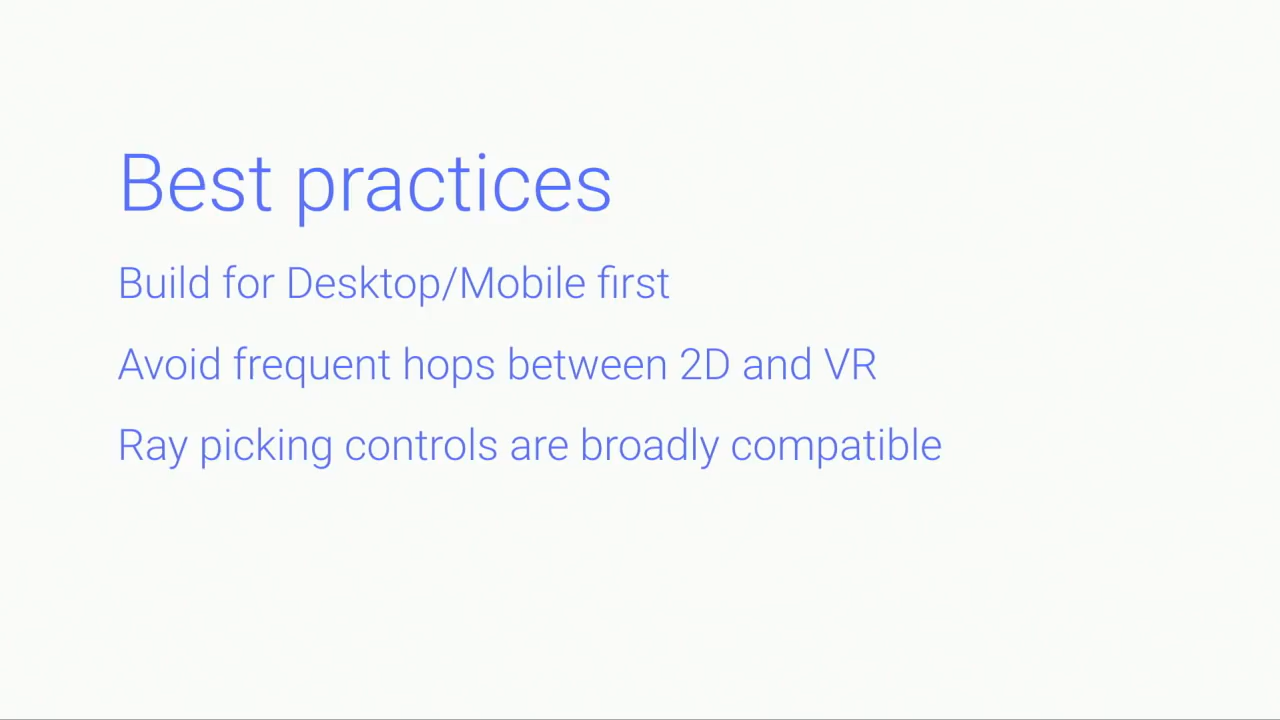 Best practices
Build for Desktop/Mobile first
Avoid frequent hops between 2D and VR
Ray picking controls are broadly compatible